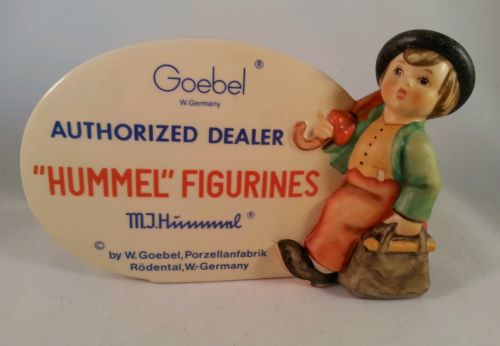 Goebel ®
W. Germany
AUTHORIZED DEALER
"HUMMEL" FIGURINES
M.J.Hummel ®
© by W. Goebel, Porzellanfabrik
Rödental, W.-Germany